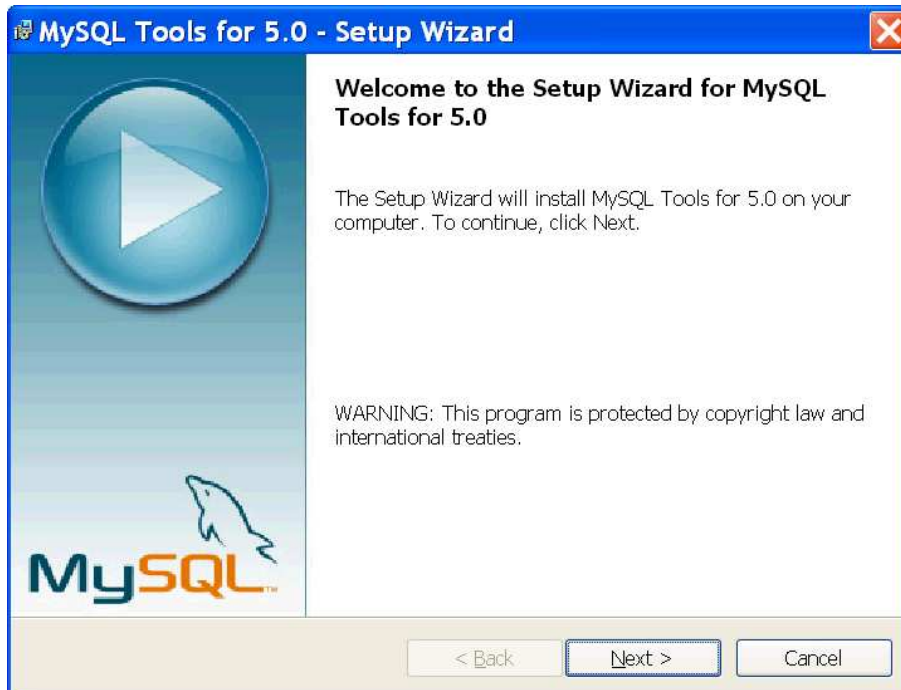 MySQL Tools for 5.0 - Setup Wizard
Welcome to the Setup Wizard for MySQL
Tools for 5.0
The Setup Wizard will install MySQL Tools for 5.0 on your
computer. To continue, click Next.
WARNING: This program is protected by copyright law and
international treaties.
MySQL™
< Back
Next >
Cancel